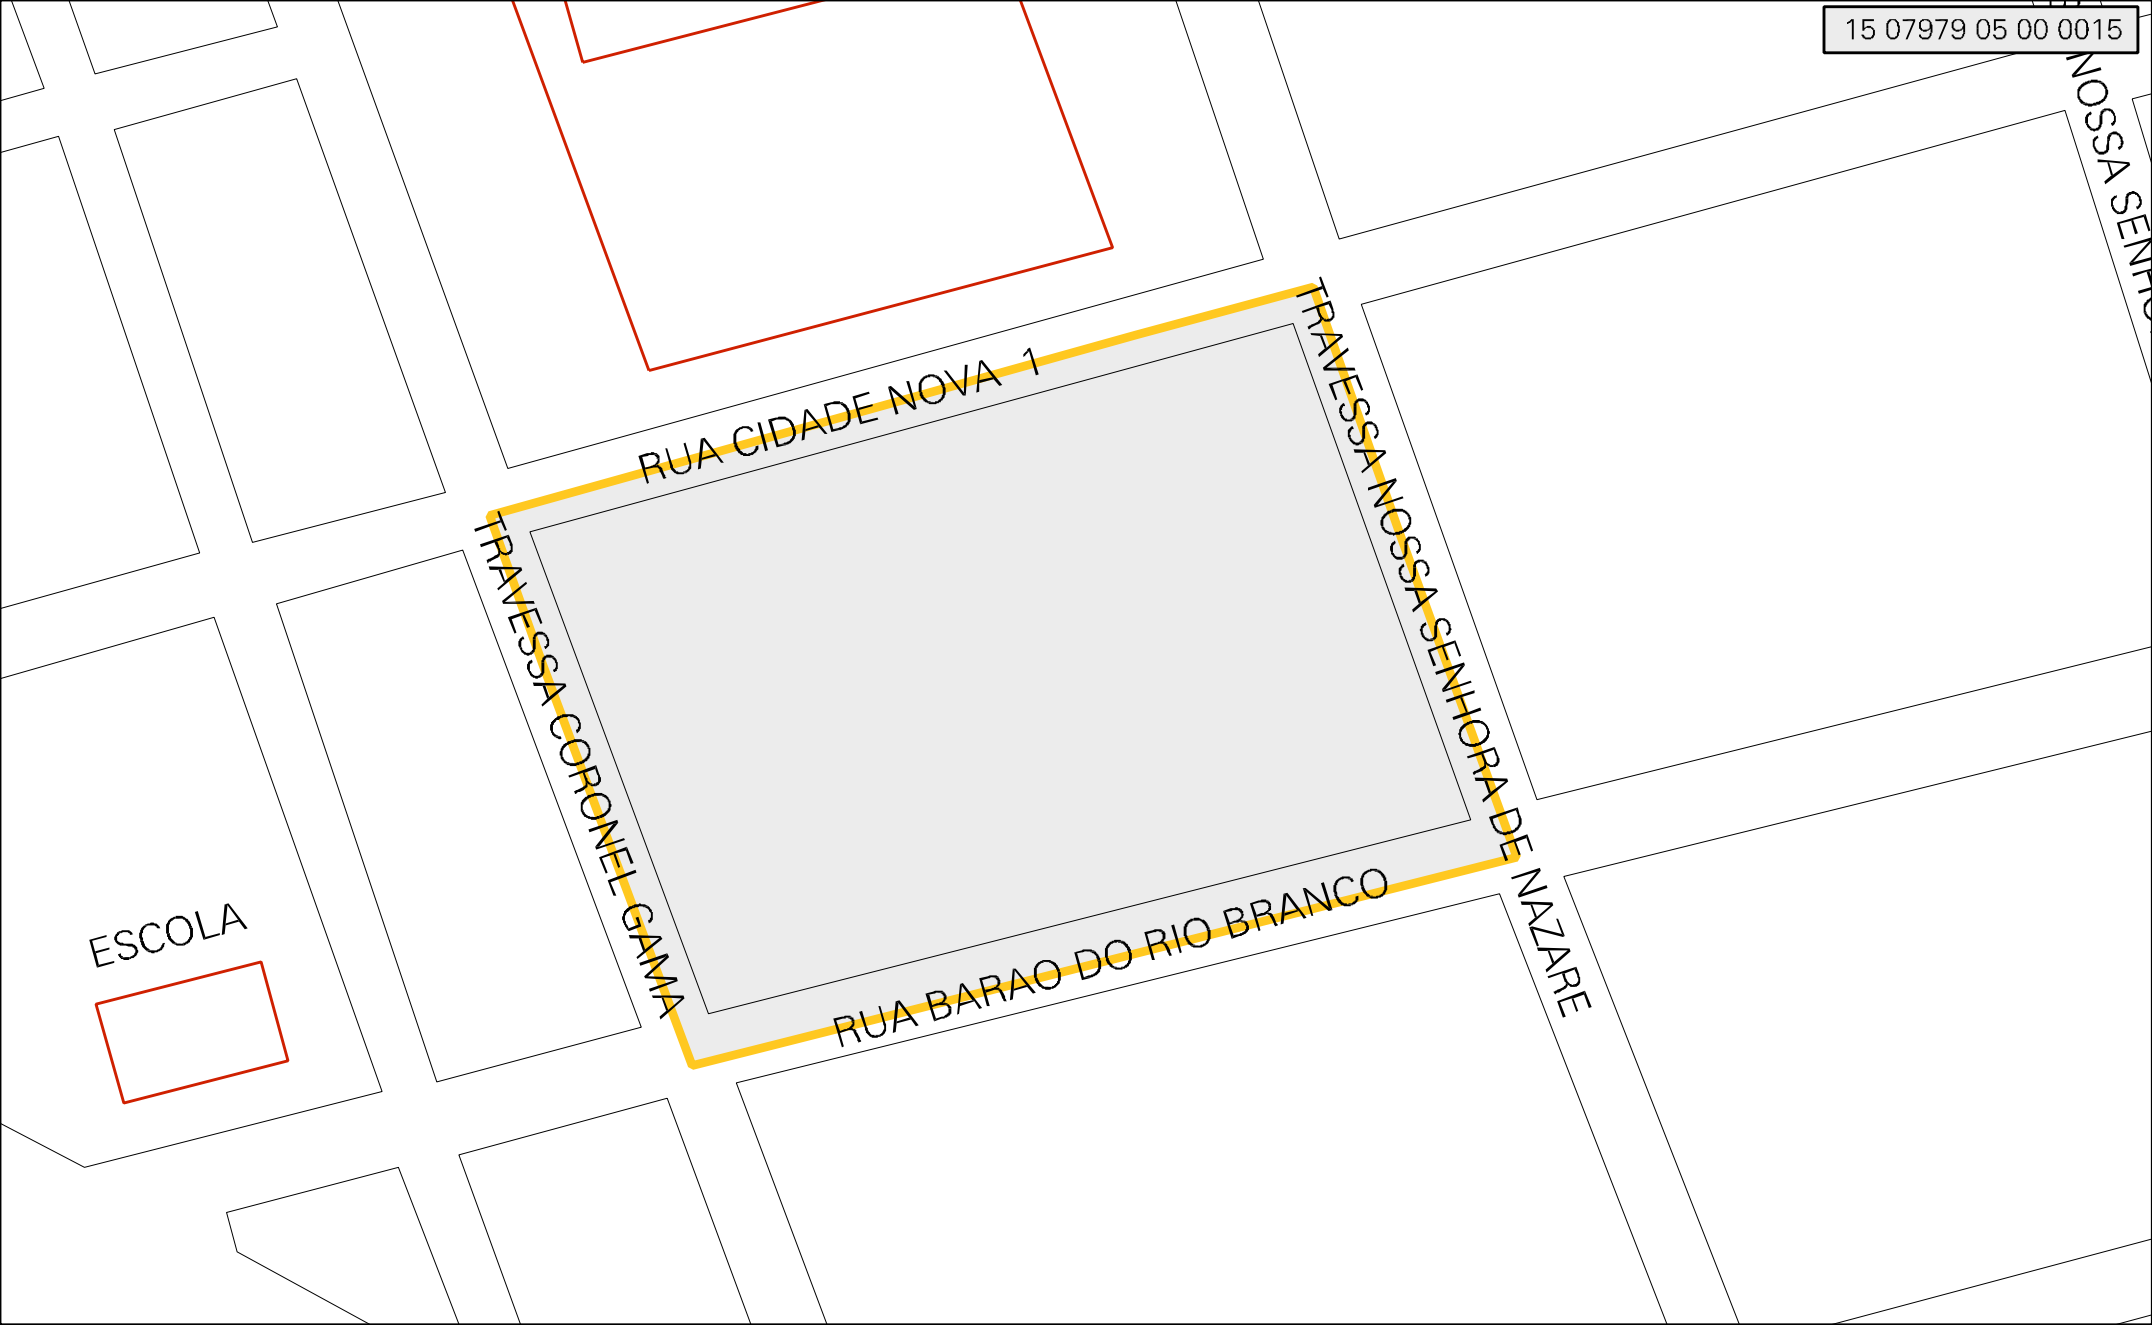 15 07979 05 00 0015
NOSSA
RUA CIDADE NOVA 1
TRAVESSA NOSSA SENHORA DE NAZARE
TRAVESSA CORONEL GAMA
RUA BARAO DO RIO BRANCO
ESCOLA